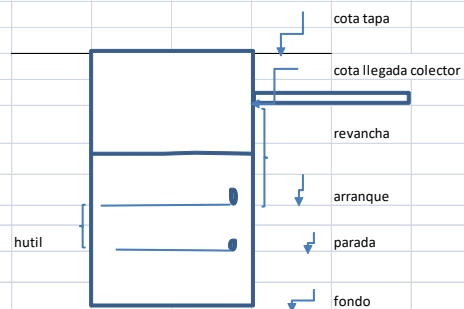 cota tapa
cota llegada colector
revancha
arranque
hutil
parada
fondo